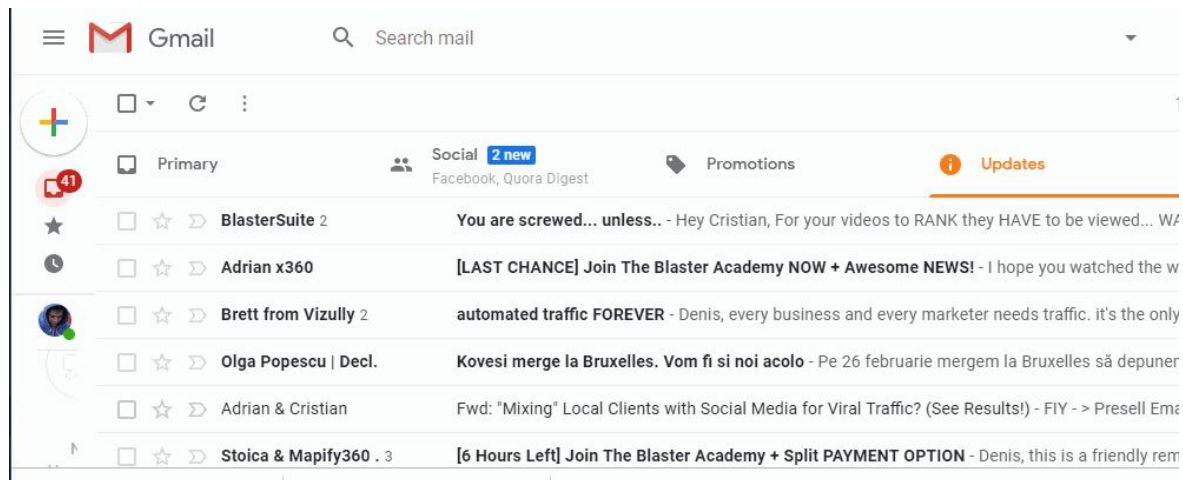 Gmail
Search mail
Primary
Social 2 new
Facebook, Quora Digest
Promotions
Updates
41
BlasterSuite 2 You are screwed... unless.. - Hey Cristian, For your videos to RANK they HAVE to be viewed... WA
Adrian x360 [LAST CHANCE] Join The Blaster Academy NOW + Awesome NEWS! - I hope you watched the w
Brett from Vizully 2 automated traffic FOREVER - Denis, every business and every marketer needs traffic. it's the only
Olga Popescu | Decl. Kovesi merge la Bruxelles. Vom fi si noi acolo - Pe 26 februarie mergem la Bruxelles să depunem
Adrian & Cristian Fwd: "Mixing" Local Clients with Social Media for Viral Traffic? (See Results!) - FIY - > Presell Ema
Stoica & Mapify360 . 3 [6 Hours Left] Join The Blaster Academy + Split PAYMENT OPTION - Denis, this is a friendly rem